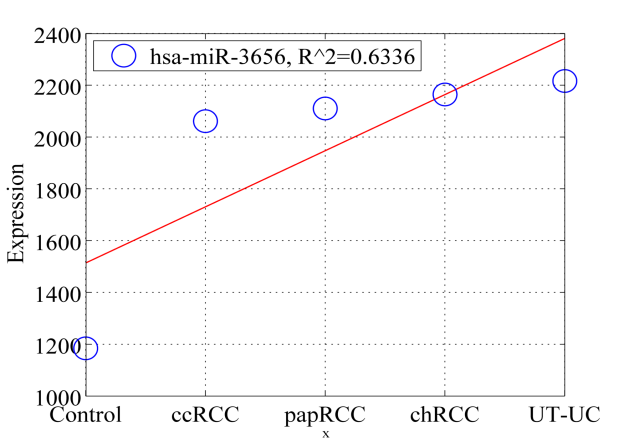 2400
hsa-miR-3656, R^2=0.6336
2200
2000
1800
Expression
1600
1400
1200
1000
Control ccRCC papRCC chRCC UT-UC
x